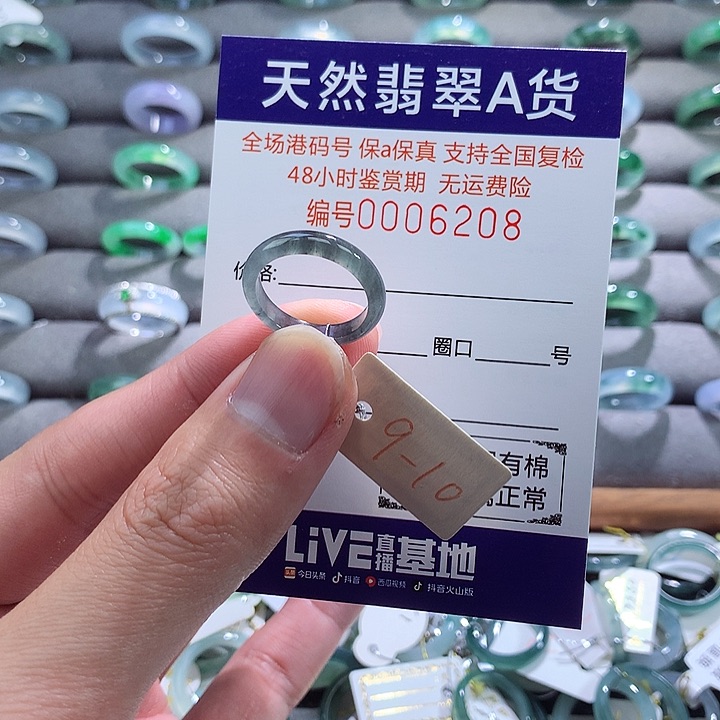 天然翡翠A货
全场港码号 保a保真 支持全国复检
48小时鉴赏期 无运费险
编号0006208
价格:
圈口 号
9-10
有棉
正常
LiVE直播基地
今日头条 抖音 西瓜视频 抖音火山版